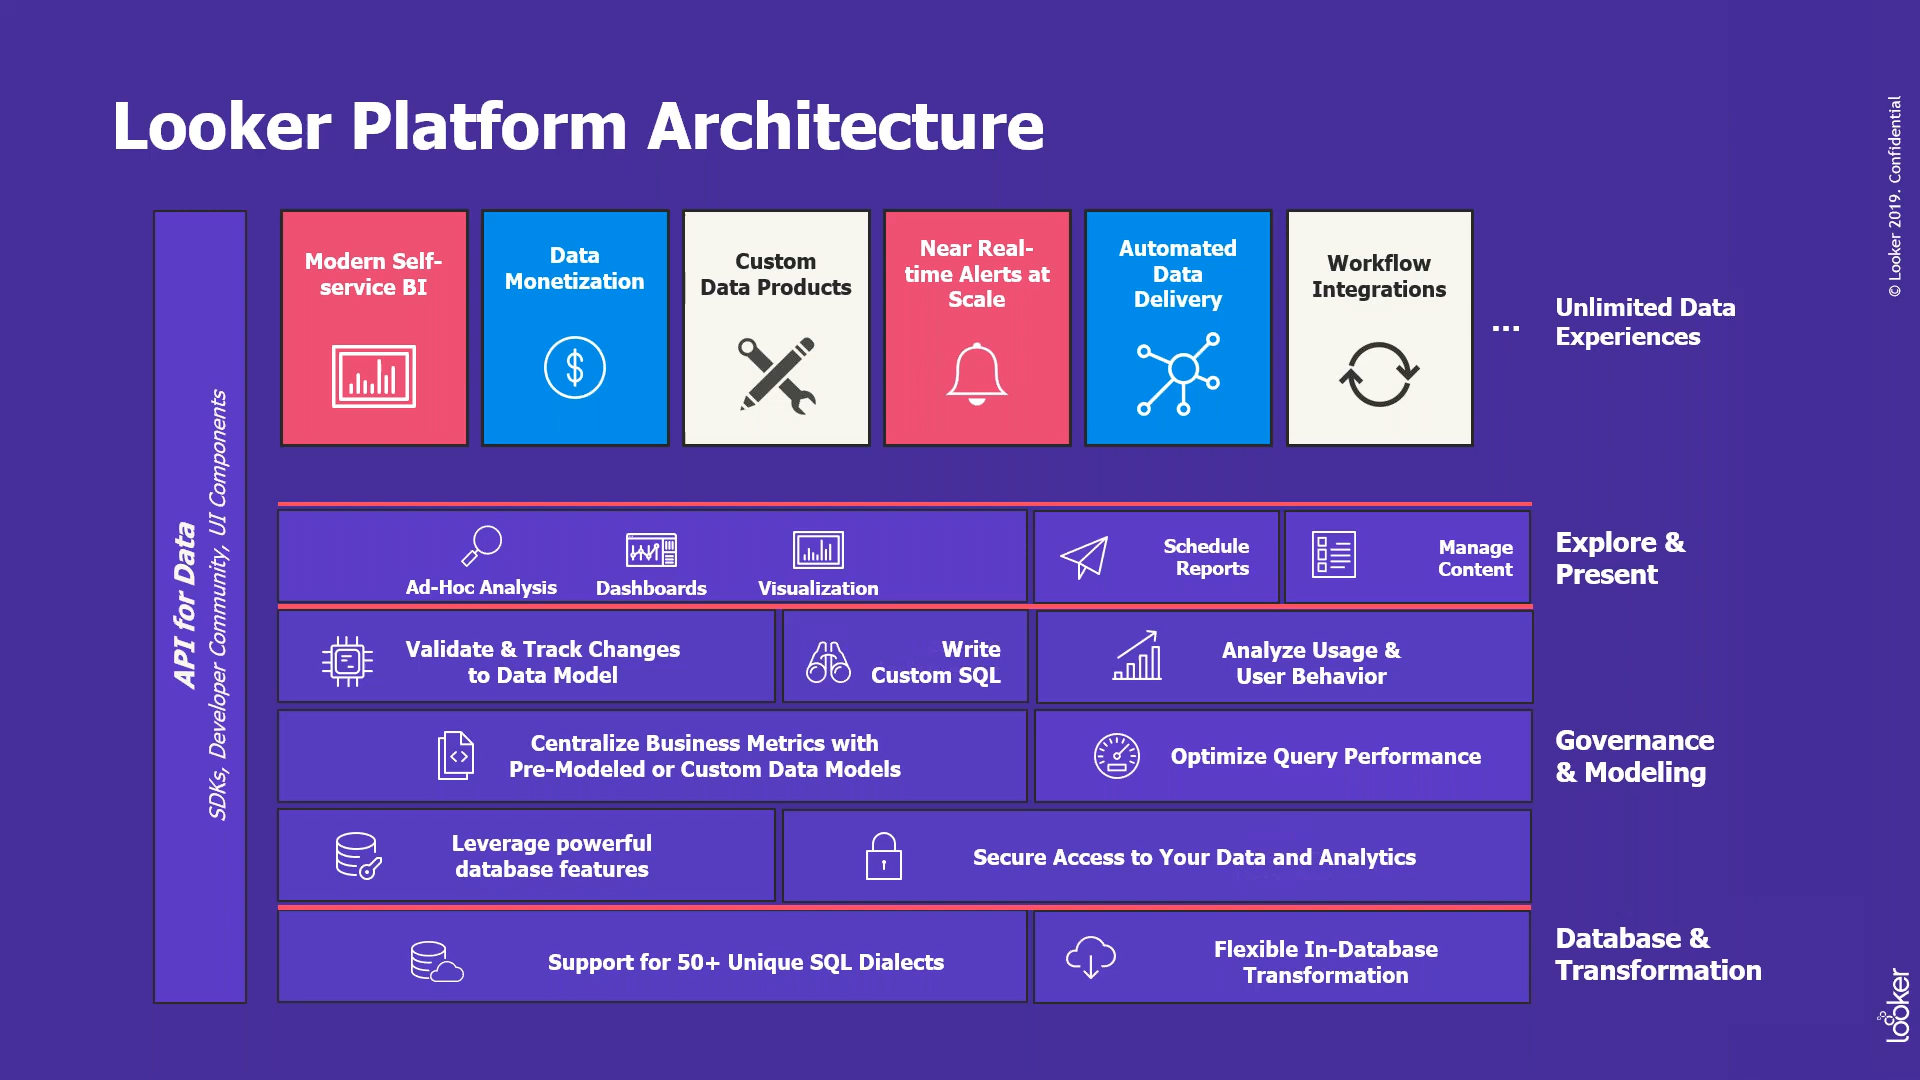 Looker Platform Architecture
© Looker 2019. Confidential
API for Data
SDKs, Developer Community, UI Components
Modern Self-
service BI
Data
Monetization
$
Custom
Data Products
Near Real-
time Alerts at
Scale
Automated
Data
Delivery
Workflow
Integrations
...
Unlimited Data
Experiences
Ad-Hoc Analysis
Dashboards
Visualization
Schedule
Reports
Manage
Content
Explore &
Present
Validate & Track Changes
to Data Model
Write
Custom SQL
Analyze Usage &
User Behavior
Centralize Business Metrics with
Pre-Modeled or Custom Data Models
Optimize Query Performance
Governance
& Modeling
Leverage powerful
database features
Secure Access to Your Data and Analytics
Support for 50+ Unique SQL Dialects
Flexible In-Database
Transformation
Database &
Transformation
looker